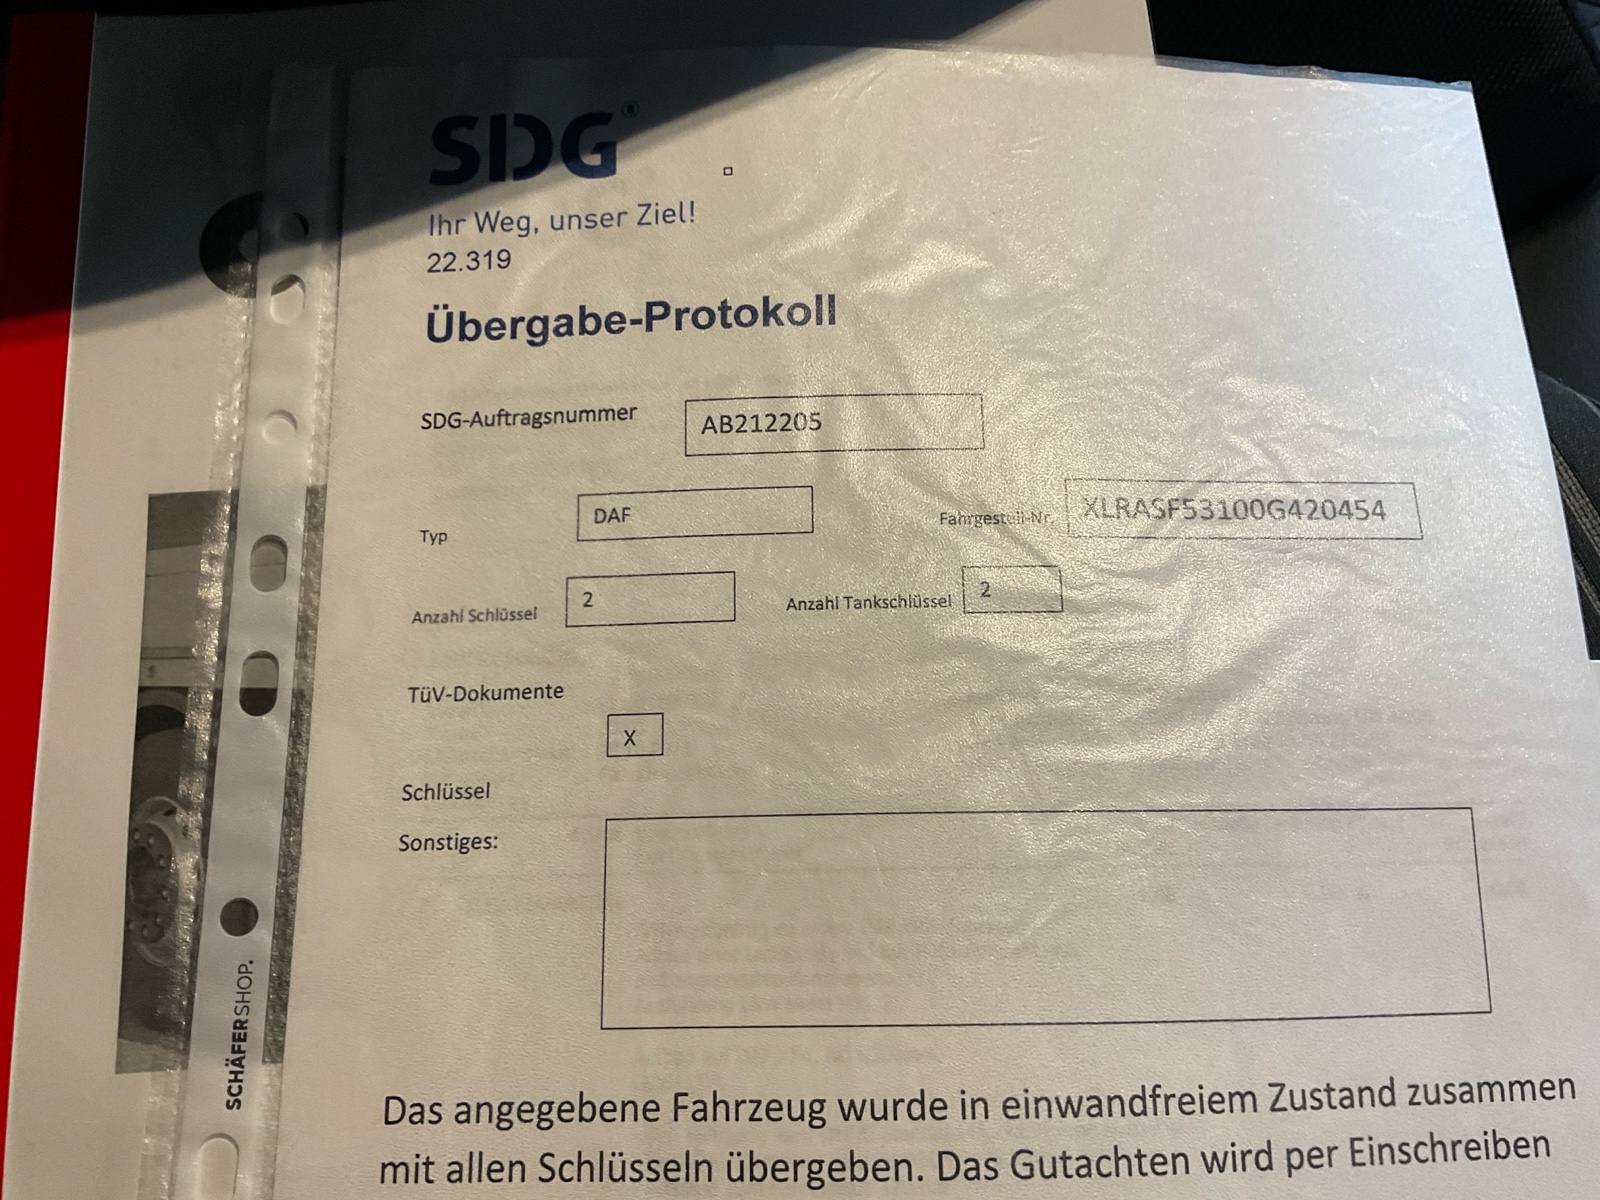 SDG®
Ihr Weg, unser Ziel!
22.319
Übergabe-Protokoll
SDG-Auftragsnummer AB212205
Typ DAF Fahrgestell-Nr. XLRASF53100G420454
Anzahl Schlüssel 2 Anzahl Tankschlüssel 2
TüV-Dokumente
X
Schlüssel
Sonstiges:
Das angegebene Fahrzeug wurde in einwandfreiem Zustand zusammen
mit allen Schlüsseln übergeben. Das Gutachten wird per Einschreiben
SCHÄFERSHOP.